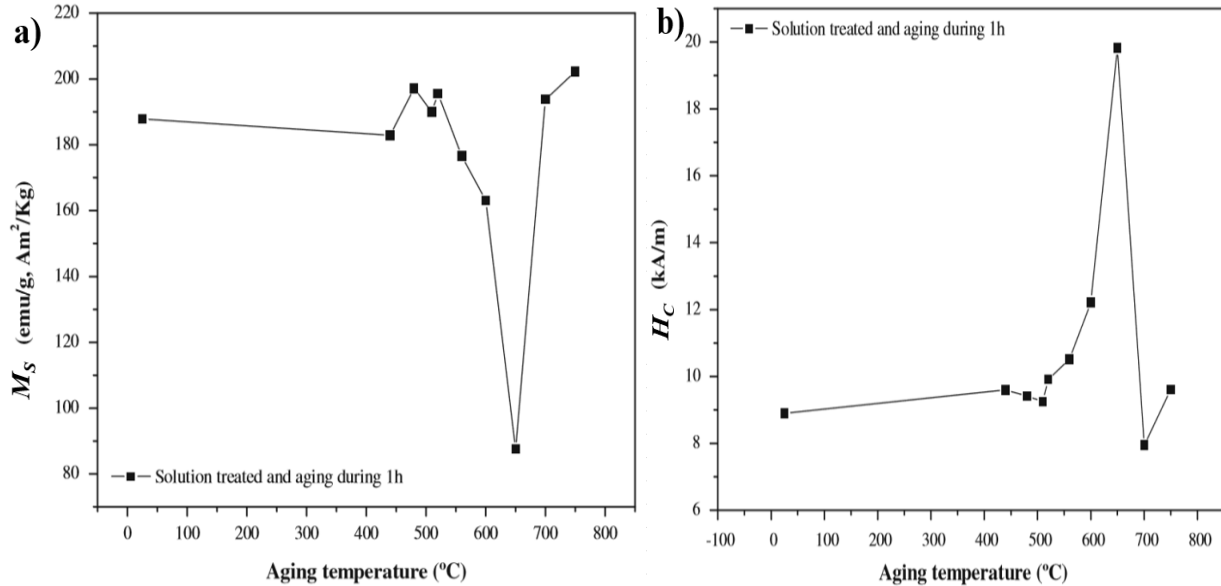 a)
220
200
180
160
140
120
100
80
M_S (emu/g, Am²/Kg)
—■— Solution treated and aging during 1h
0 100 200 300 400 500 600 700 800
Aging temperature (ºC)
b)
—■— Solution treated and aging during 1h
20
18
16
14
12
10
8
6
H_C (kA/m)
-100 0 100 200 300 400 500 600 700 800
Aging temperature (ºC)